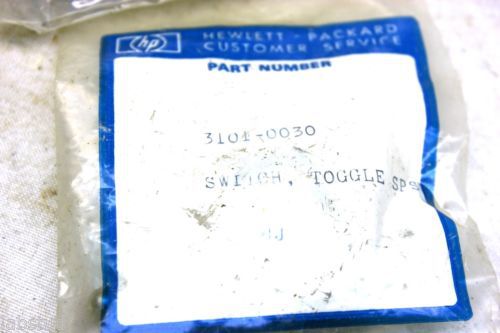 hp HEWLETT - PACKARD
CUSTOMER SERVICE
PART NUMBER
3101-0030
SWITCH, TOGGLE